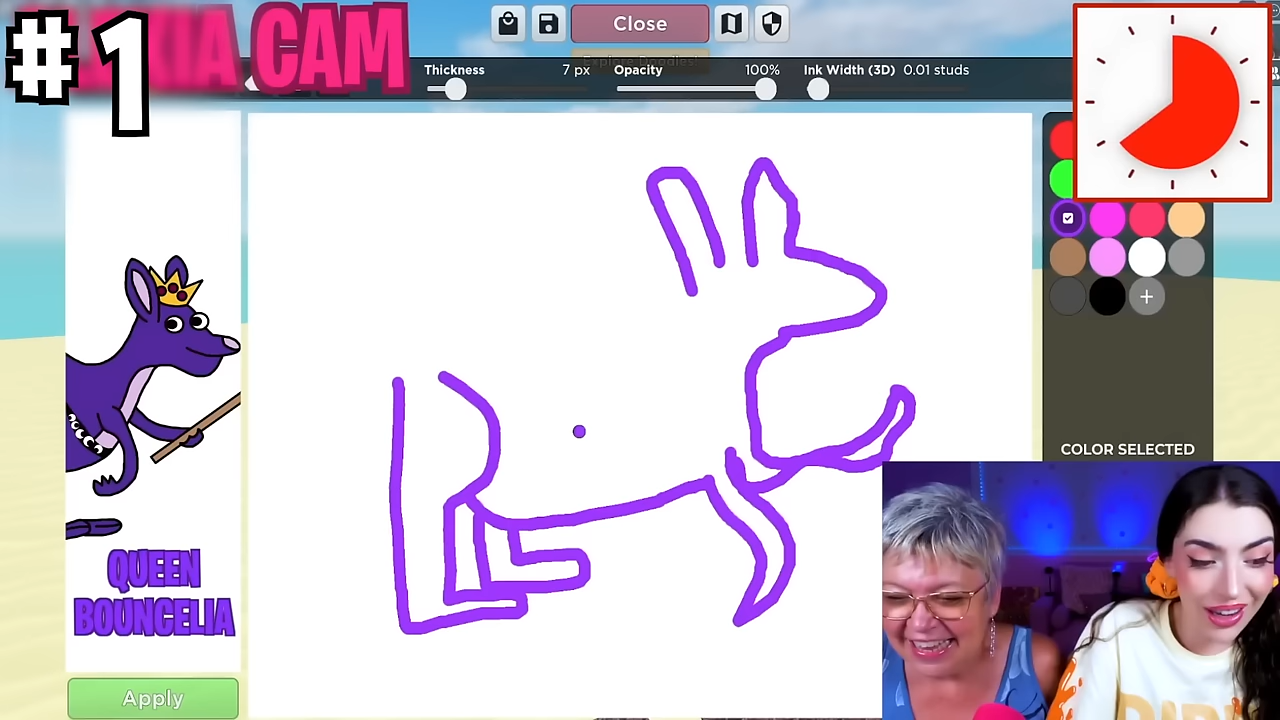 #1
CAM
Close
Thickness
7 px
Opacity
100%
Ink Width (3D)
0.01 studs
COLOR SELECTED
QUEEN
BOUNCELIA
Apply